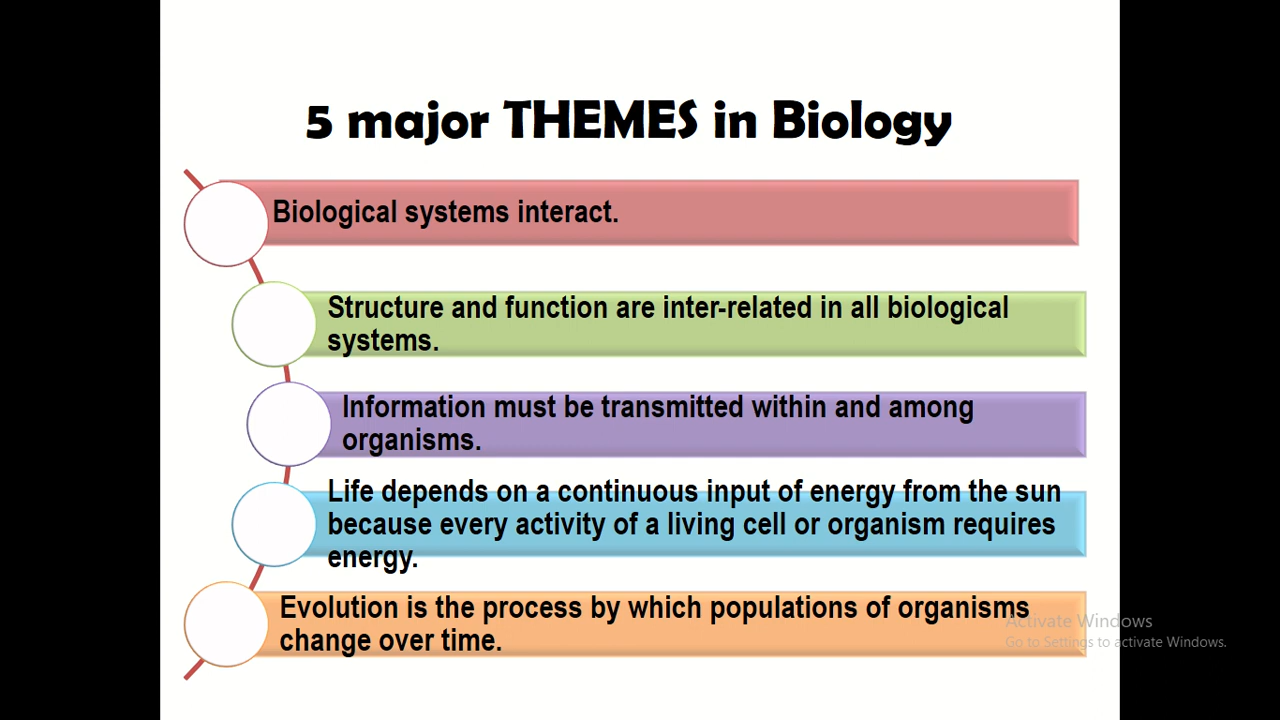 5 major THEMES in Biology
Biological systems interact.
Structure and function are inter-related in all biological
systems.
Information must be transmitted within and among
organisms.
Life depends on a continuous input of energy from the sun
because every activity of a living cell or organism requires
energy.
Evolution is the process by which populations of organisms
change over time.
Activate Windows
Go to Settings to activate Windows.